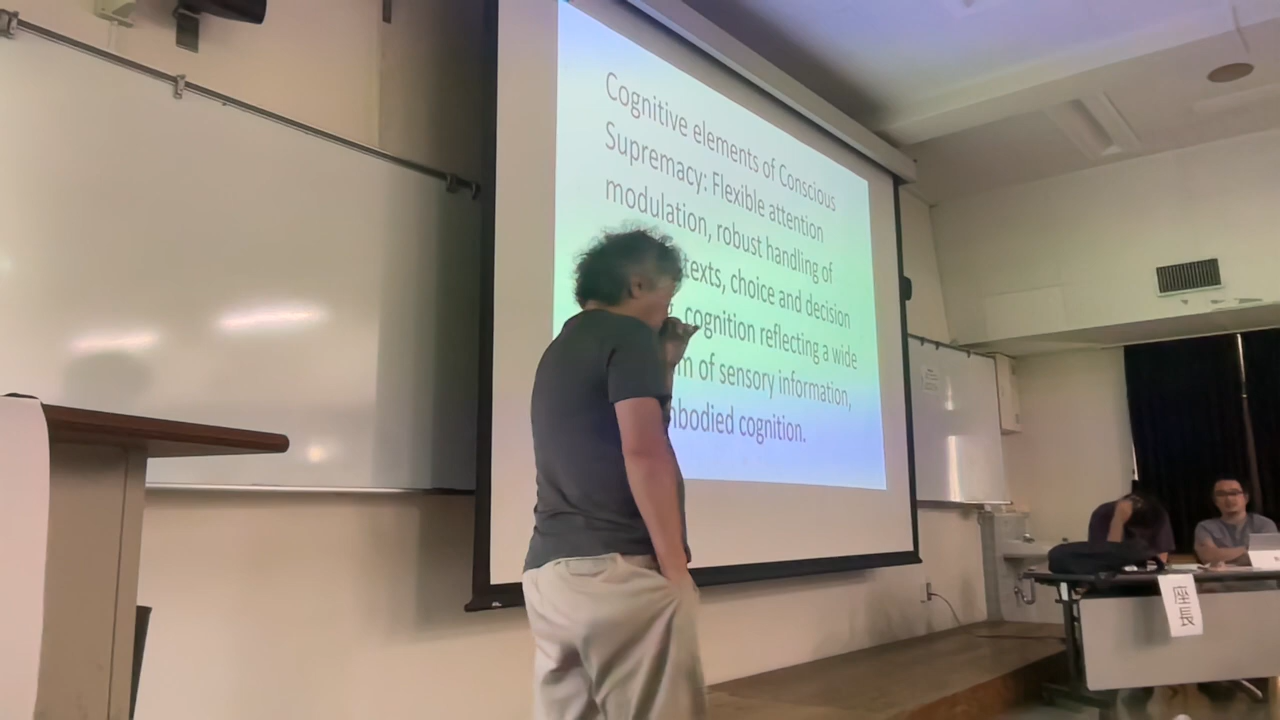 Cognitive elements of Conscious
Supremacy: Flexible attention
modulation, robust handling of
texts, choice and decision
cognition reflecting a wide
m of sensory information,
bodied cognition.
座長